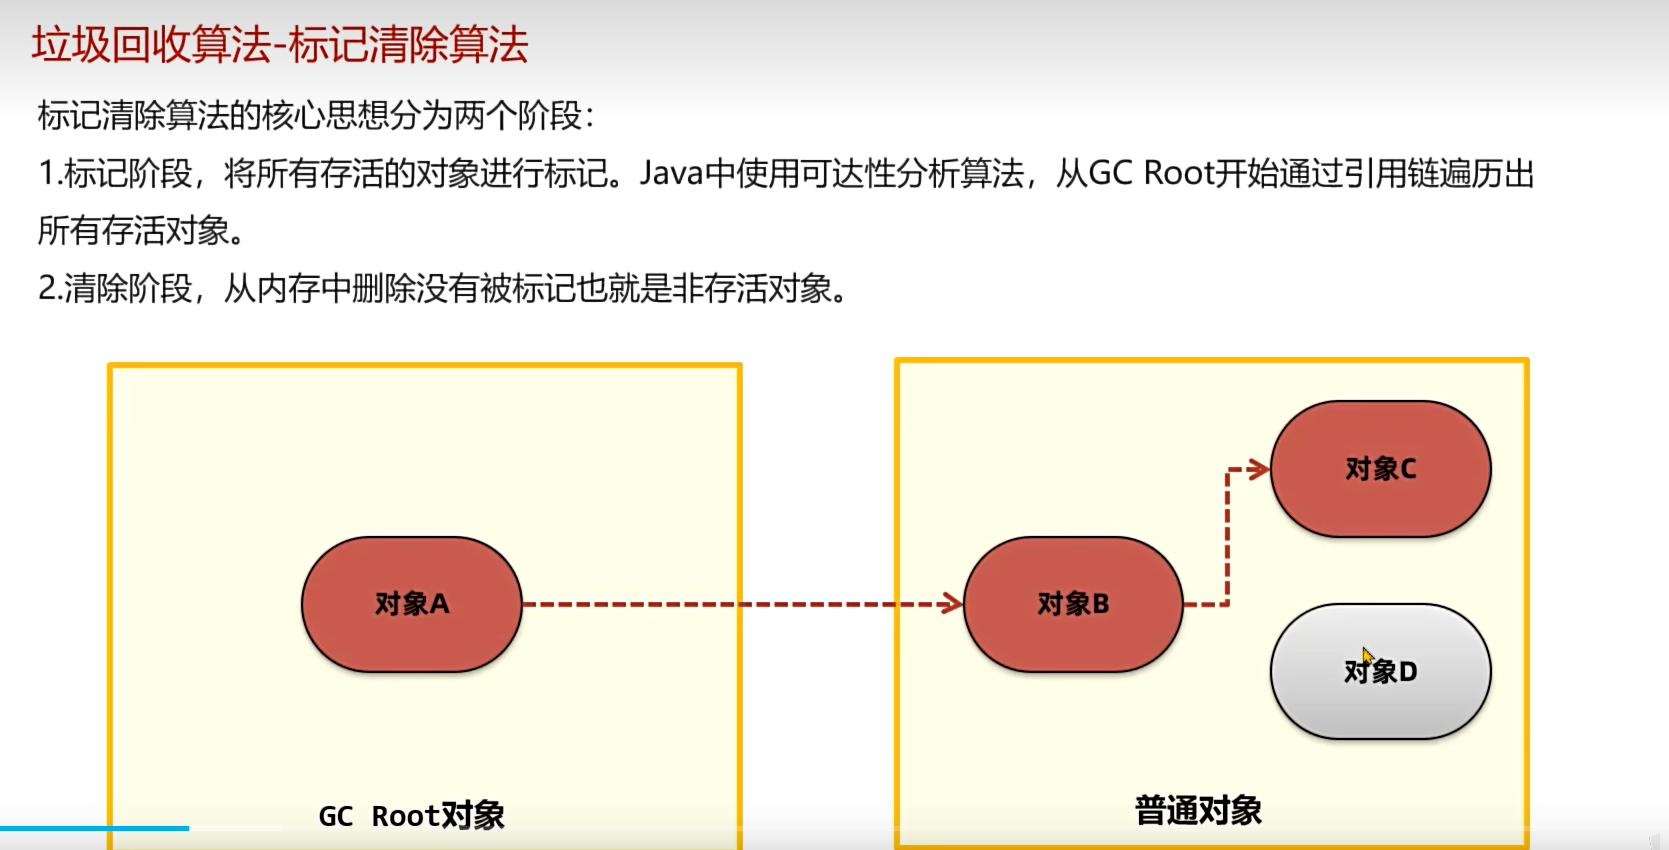 垃圾回收算法-标记清除算法
标记清除算法的核心思想分为两个阶段：
1.标记阶段，将所有存活的对象进行标记。Java中使用可达性分析算法，从GC Root开始通过引用链遍历出
所有存活对象。
2.清除阶段，从内存中删除没有被标记也就是非存活对象。
对象C
对象A
对象B
对象D
GC Root对象
普通对象